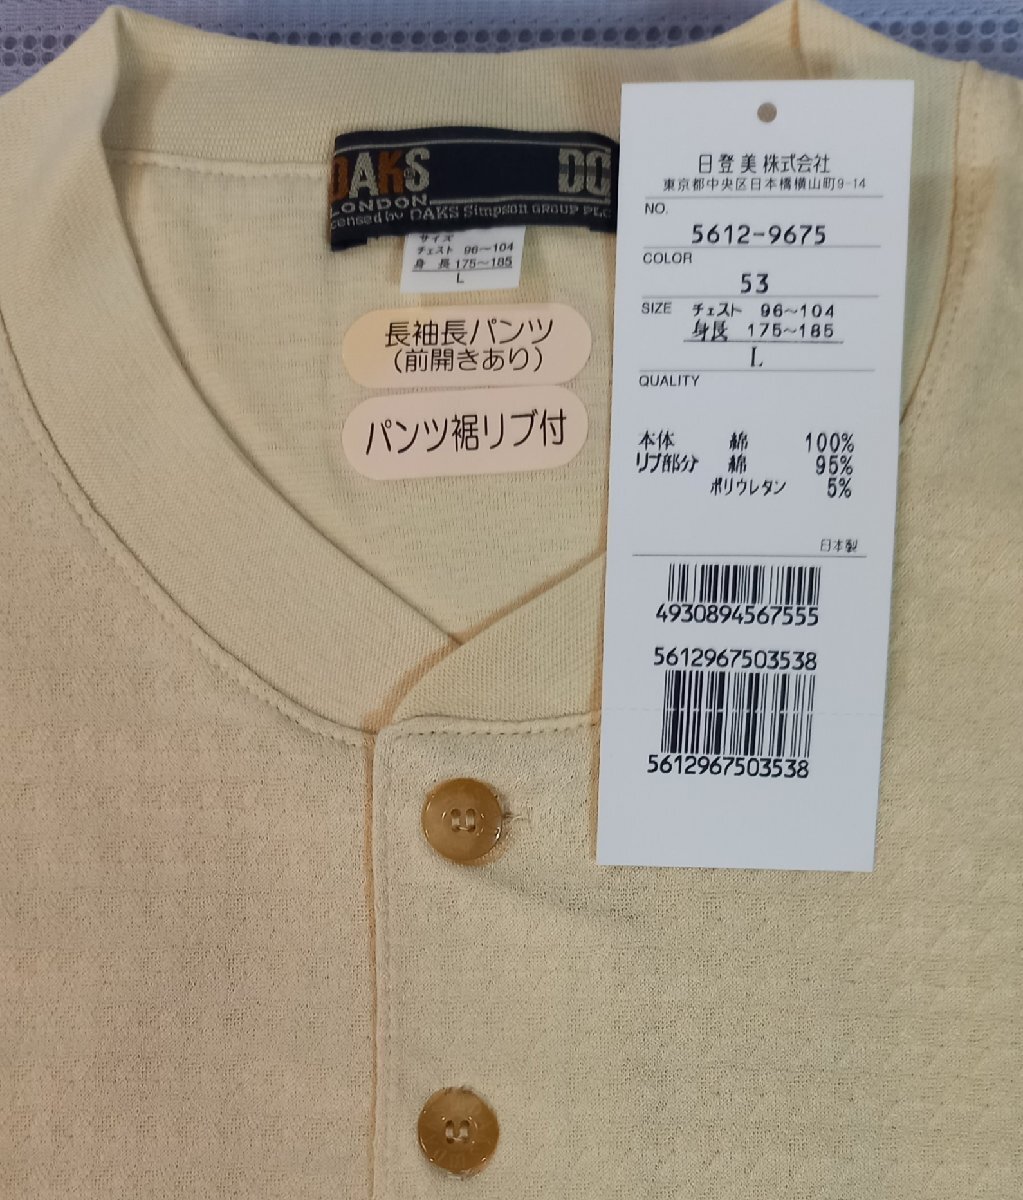 DAKS DO
LONDON
censed by DAKS Simpson GROUP PLC
サイズ
チェスト 96～104
身長 175～185
L
長袖長パンツ
(前開きあり)
パンツ裾リブ付
日登美株式会社
東京都中央区日本橋横山町9-14
NO.
5612-9675
COLOR
53
SIZE チェスト 96～104
身長 175～185
L
QUALITY
本体 綿 100%
リブ部分 綿 95%
ポリウレタン 5%
日本製
4930894567555
5612967503538
5612967503538